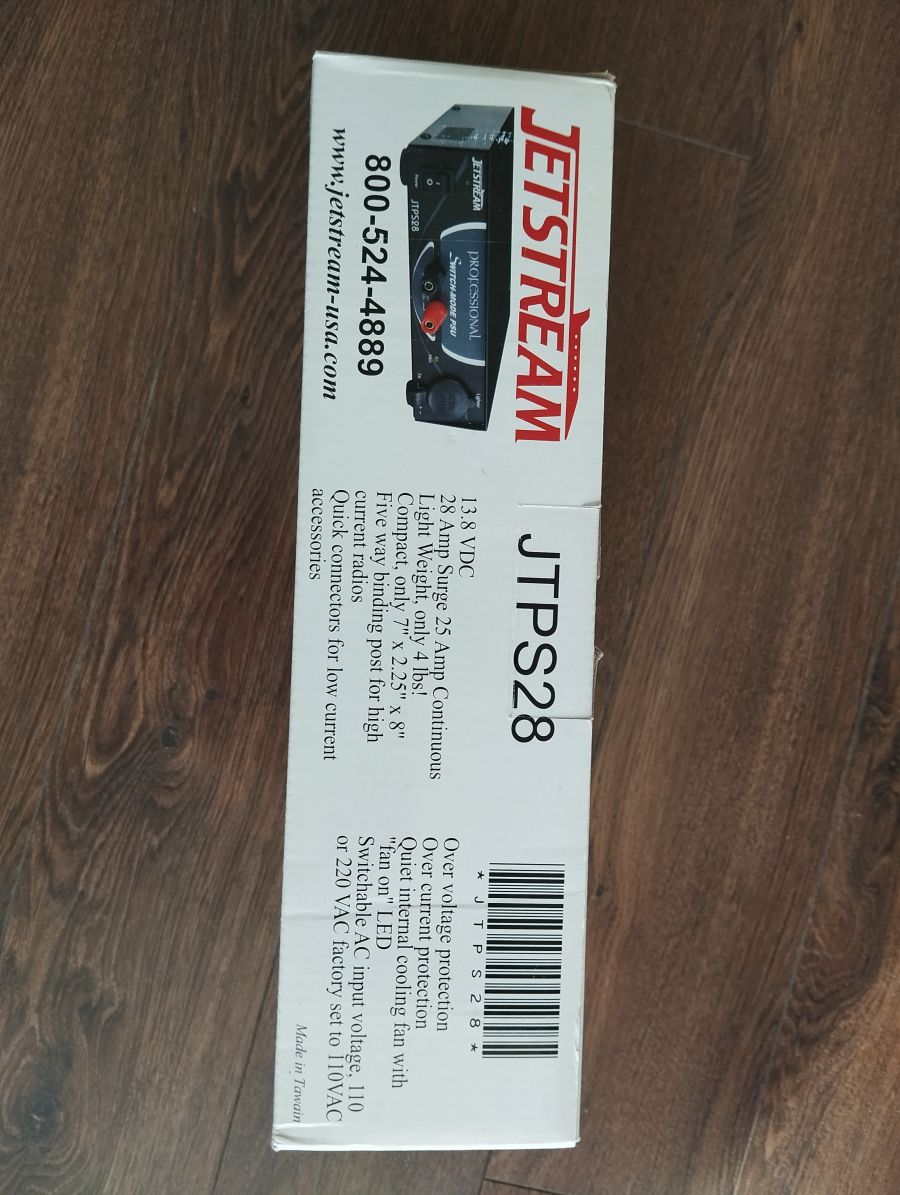 JETSTREAM
JETSTREAM
Power
JTPS28
PROFESSIONAL
SWITCH-MODE PSU
Lighter
800-524-4889
www.jetstream-usa.com
JTPS28
13.8 VDC
28 Amp Surge 25 Amp Continuous
Light Weight, only 4 lbs!
Compact, only 7" x 2.25" x 8"
Five way binding post for high
current radios
Quick connectors for low current
accessories
* J T P S 2 8 *
Over voltage protection
Over current protection
Quiet internal cooling fan with
"fan on" LED
Switchable AC input voltage, 110
or 220 VAC factory set to 110VAC
Made in Tawain